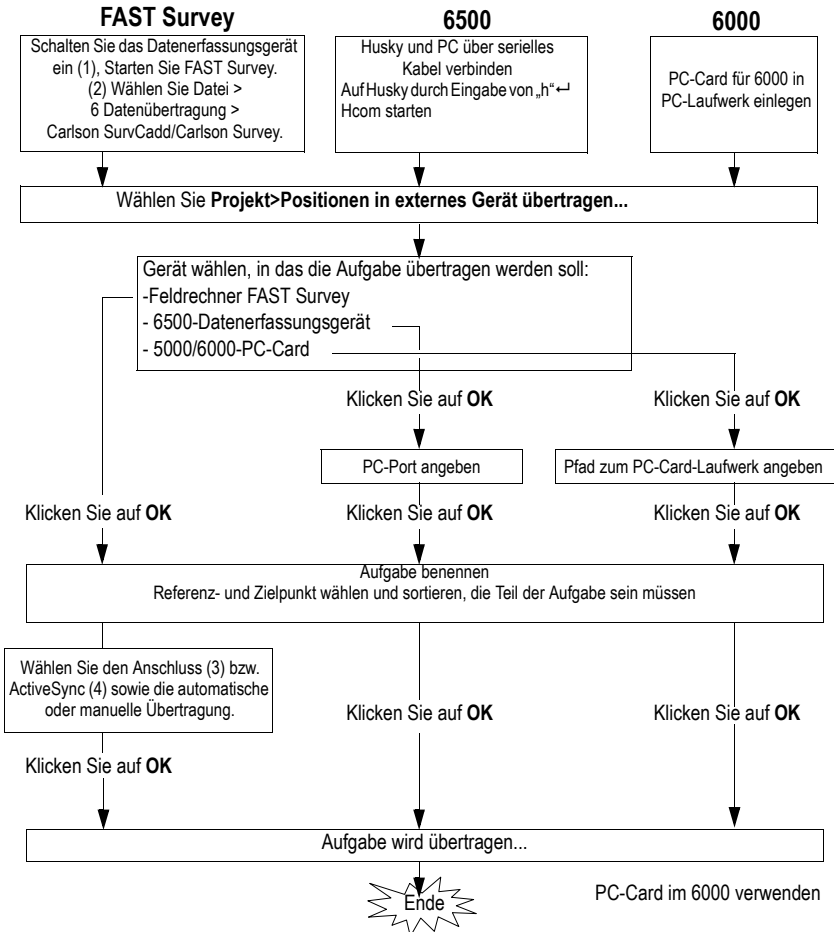 FAST Survey
Schalten Sie das Datenerfassungsgerät
ein (1), Starten Sie FAST Survey.
(2) Wählen Sie Datei >
6 Datenübertragung >
Carlson SurvCadd/Carlson Survey.
6500
Husky und PC über serielles
Kabel verbinden
Auf Husky durch Eingabe von „h“↵
Hcom starten
6000
PC-Card für 6000 in
PC-Laufwerk einlegen
Wählen Sie Projekt>Positionen in externes Gerät übertragen...
Gerät wählen, in das die Aufgabe übertragen werden soll:
-Feldrechner FAST Survey
- 6500-Datenerfassungsgerät
- 5000/6000-PC-Card
Klicken Sie auf OK
Klicken Sie auf OK
PC-Port angeben
Pfad zum PC-Card-Laufwerk angeben
Klicken Sie auf OK
Klicken Sie auf OK
Klicken Sie auf OK
Aufgabe benennen
Referenz- und Zielpunkt wählen und sortieren, die Teil der Aufgabe sein müssen
Wählen Sie den Anschluss (3) bzw.
ActiveSync (4) sowie die automatische
oder manuelle Übertragung.
Klicken Sie auf OK
Klicken Sie auf OK
Klicken Sie auf OK
Aufgabe wird übertragen...
Ende
PC-Card im 6000 verwenden